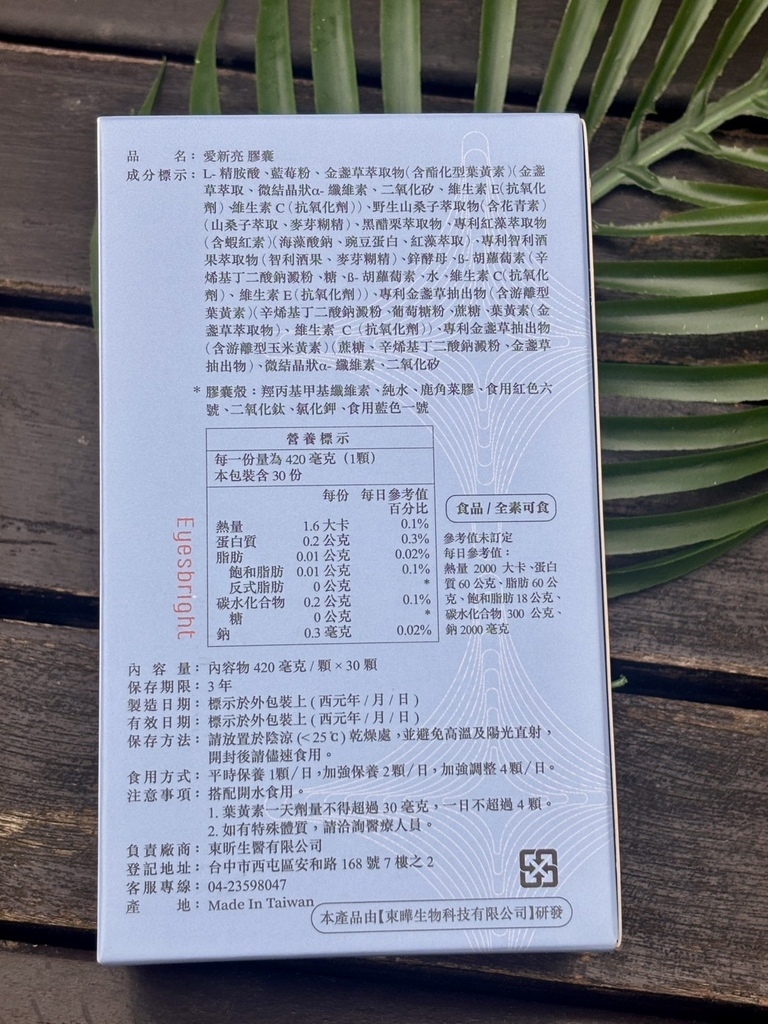 品名：愛新亮 膠囊
成分標示：L- 精胺酸、藍莓粉、金盞草萃取物(含酯化型葉黃素)(金盞
草萃取、微結晶狀α- 纖維素、二氧化矽、維生素 E(抗氧化
劑)、維生素 C(抗氧化劑))、野生山桑子萃取物(含花青素)
(山桑子萃取、麥芽糊精)、黑醋栗萃取物、專利紅藻萃取物
(含蝦紅素)(海藻酸鈉、豌豆蛋白、紅藻萃取)、專利智利酒
果萃取物(智利酒果、麥芽糊精)、鋅酵母、ß- 胡蘿蔔素(辛
烯基丁二酸鈉澱粉、糖、ß- 胡蘿蔔素、水、維生素 C(抗氧化
劑)、維生素 E(抗氧化劑))、專利金盞草抽出物(含游離型
葉黃素)(辛烯基丁二酸鈉澱粉、葡萄糖粉、蔗糖、葉黃素(金
盞草萃取物)、維生素 C (抗氧化劑))、專利金盞草抽出物
(含游離型玉米黃素)(蔗糖、辛烯基丁二酸鈉澱粉、金盞草
抽出物)、微結晶狀α- 纖維素、二氧化矽
* 膠囊殼：羥丙基甲基纖維素、純水、鹿角菜膠、食用紅色六
號、二氧化鈦、氯化鉀、食用藍色一號
營養標示
每一份量為 420 毫克（1顆）
本包裝含 30 份
每份 每日參考值
百分比
熱量 1.6 大卡 0.1%
蛋白質 0.2 公克 0.3%
脂肪 0.01 公克 0.02%
飽和脂肪 0.01 公克 0.1%
反式脂肪 0 公克 *
碳水化合物 0.2 公克 0.1%
糖 0 公克 *
鈉 0.3 毫克 0.02%
食品 / 全素可食
參考值未訂定
每日參考值：
熱量 2000 大卡、蛋白
質 60 公克、脂肪 60 公
克、飽和脂肪 18 公克、
碳水化合物 300 公克、
鈉 2000 毫克
Eyesbright
內容量：內容物 420 毫克 / 顆 × 30 顆
保存期限：3 年
製造日期：標示於外包裝上 ( 西元年 / 月 / 日 )
有效日期：標示於外包裝上 ( 西元年 / 月 / 日 )
保存方法：請放置於陰涼 (< 25℃) 乾燥處，並避免高溫及陽光直射，
開封後請儘速食用。
食用方式：平時保養 1顆/日，加強保養 2顆/日，加強調整 4顆/日。
注意事項：搭配開水食用。
1. 葉黃素一天劑量不得超過 30 毫克，一日不超過 4 顆。
2. 如有特殊體質，請洽詢醫療人員。
負責廠商：東昕生醫有限公司
登記地址：台中市西屯區安和路 168 號 7 樓之 2
客服專線：04-23598047
產地：Made In Taiwan
本產品由【東曄生物科技有限公司】研發